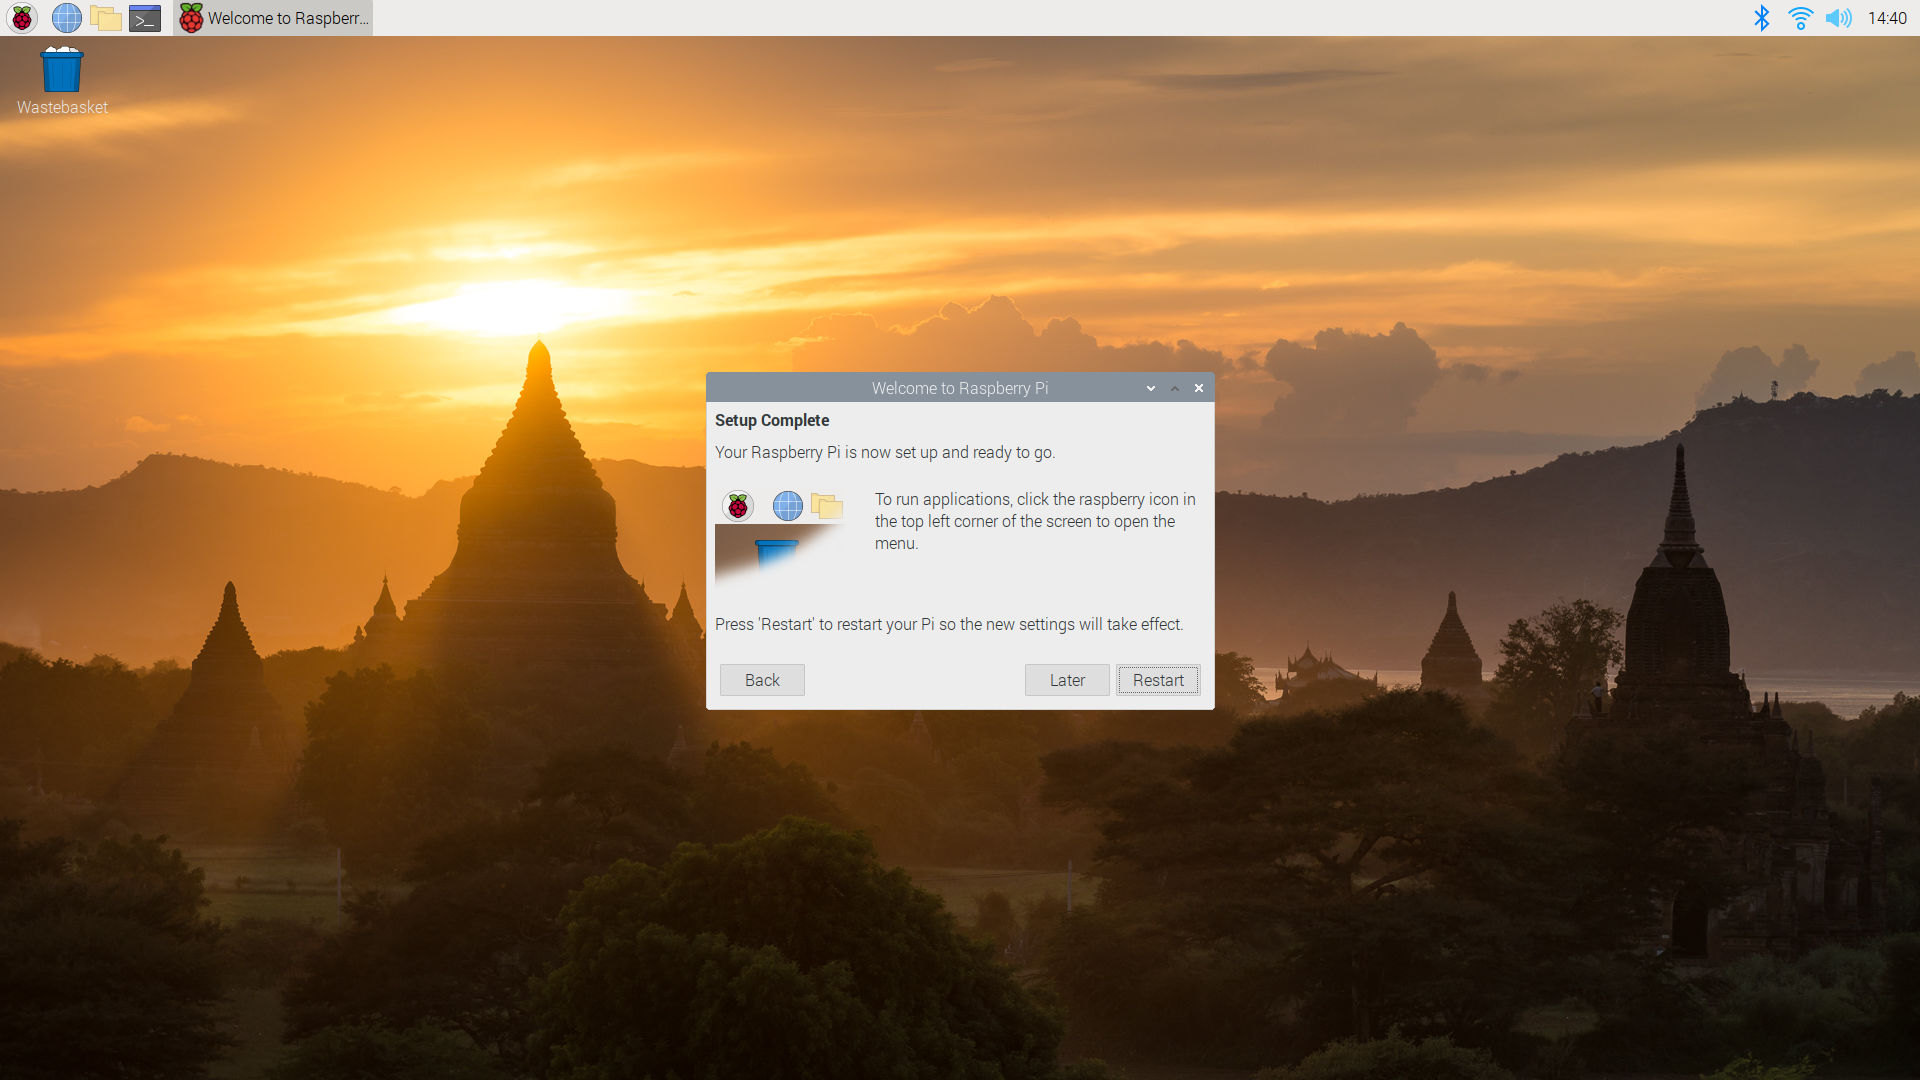 Welcome to Raspberr...
14:40
Wastebasket
Welcome to Raspberry Pi
Setup Complete
Your Raspberry Pi is now set up and ready to go.
To run applications, click the raspberry icon in
the top left corner of the screen to open the
menu.
Press 'Restart' to restart your Pi so the new settings will take effect.
Back
Later
Restart